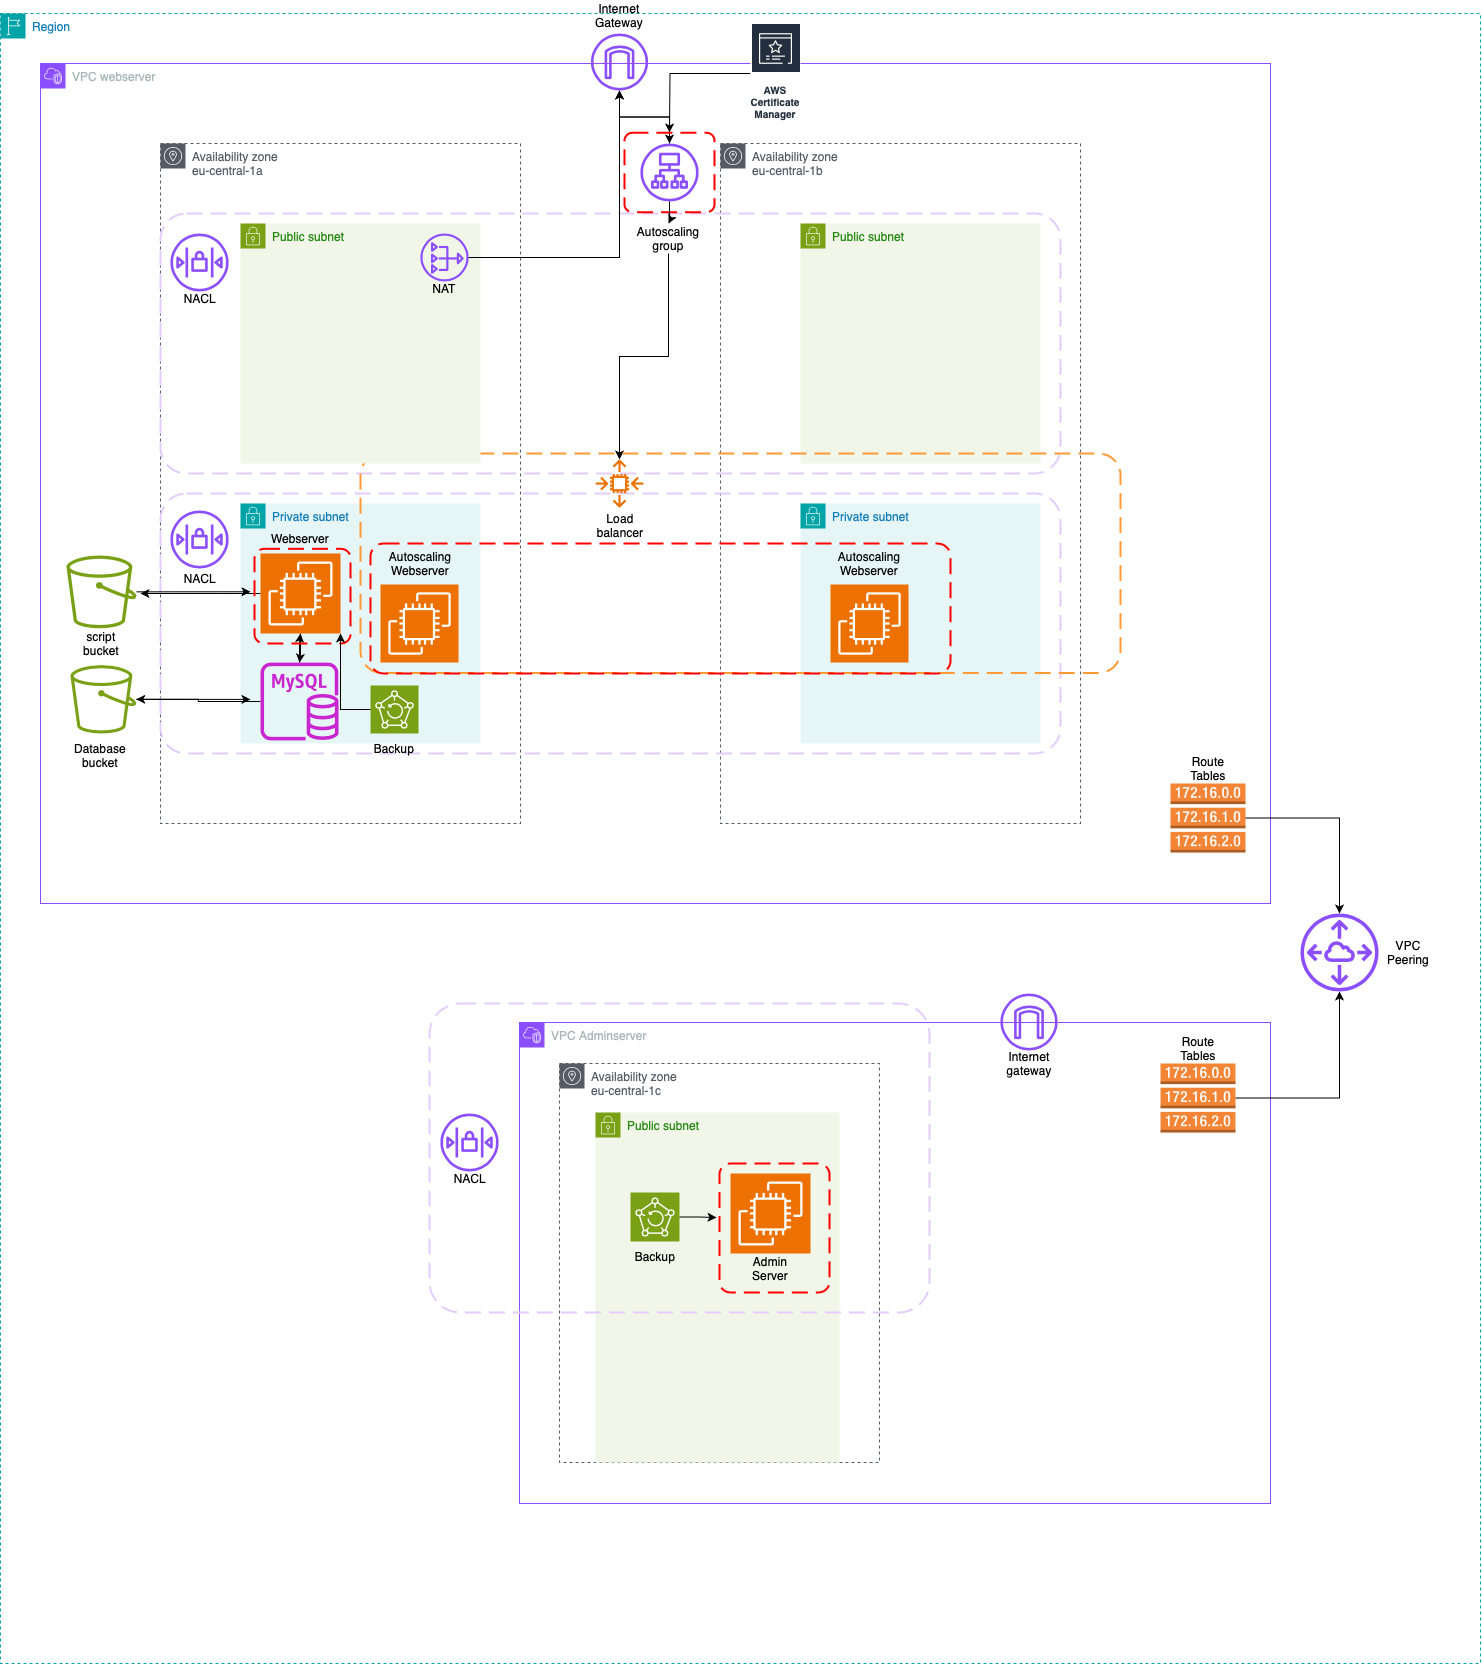 Internet
Gateway
Region
VPC webserver
AWS
Certificate
Manager
Availability zone
eu-central-1a
Availability zone
eu-central-1b
Public subnet
NACL
NAT
Autoscaling
group
Public subnet
Private subnet
Webserver
NACL
Autoscaling
Webserver
Load
balancer
Private subnet
Autoscaling
Webserver
script
bucket
MySQL
Database
bucket
Backup
Route
Tables
172.16.0.0
172.16.1.0
172.16.2.0
VPC
Peering
VPC Adminserver
Internet
gateway
Route
Tables
172.16.0.0
172.16.1.0
172.16.2.0
Availability zone
eu-central-1c
Public subnet
NACL
Backup
Admin
Server